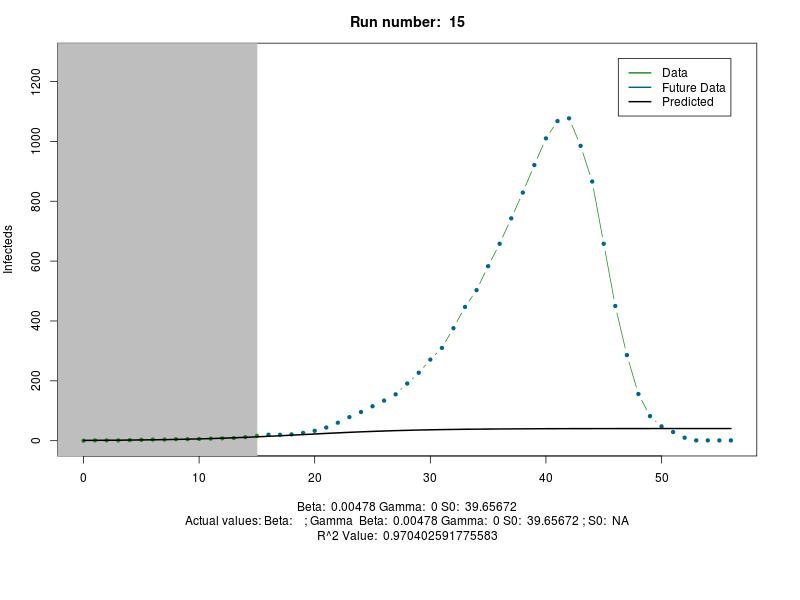 Run number: 15
Data
Future Data
Predicted
Infecteds
1200
1000
800
600
400
200
0
0 10 20 30 40 50
Beta: 0.00478 Gamma: 0 S0: 39.65672
Actual values: Beta: ; Gamma Beta: 0.00478 Gamma: 0 S0: 39.65672 ; S0: NA
R^2 Value: 0.970402591775583